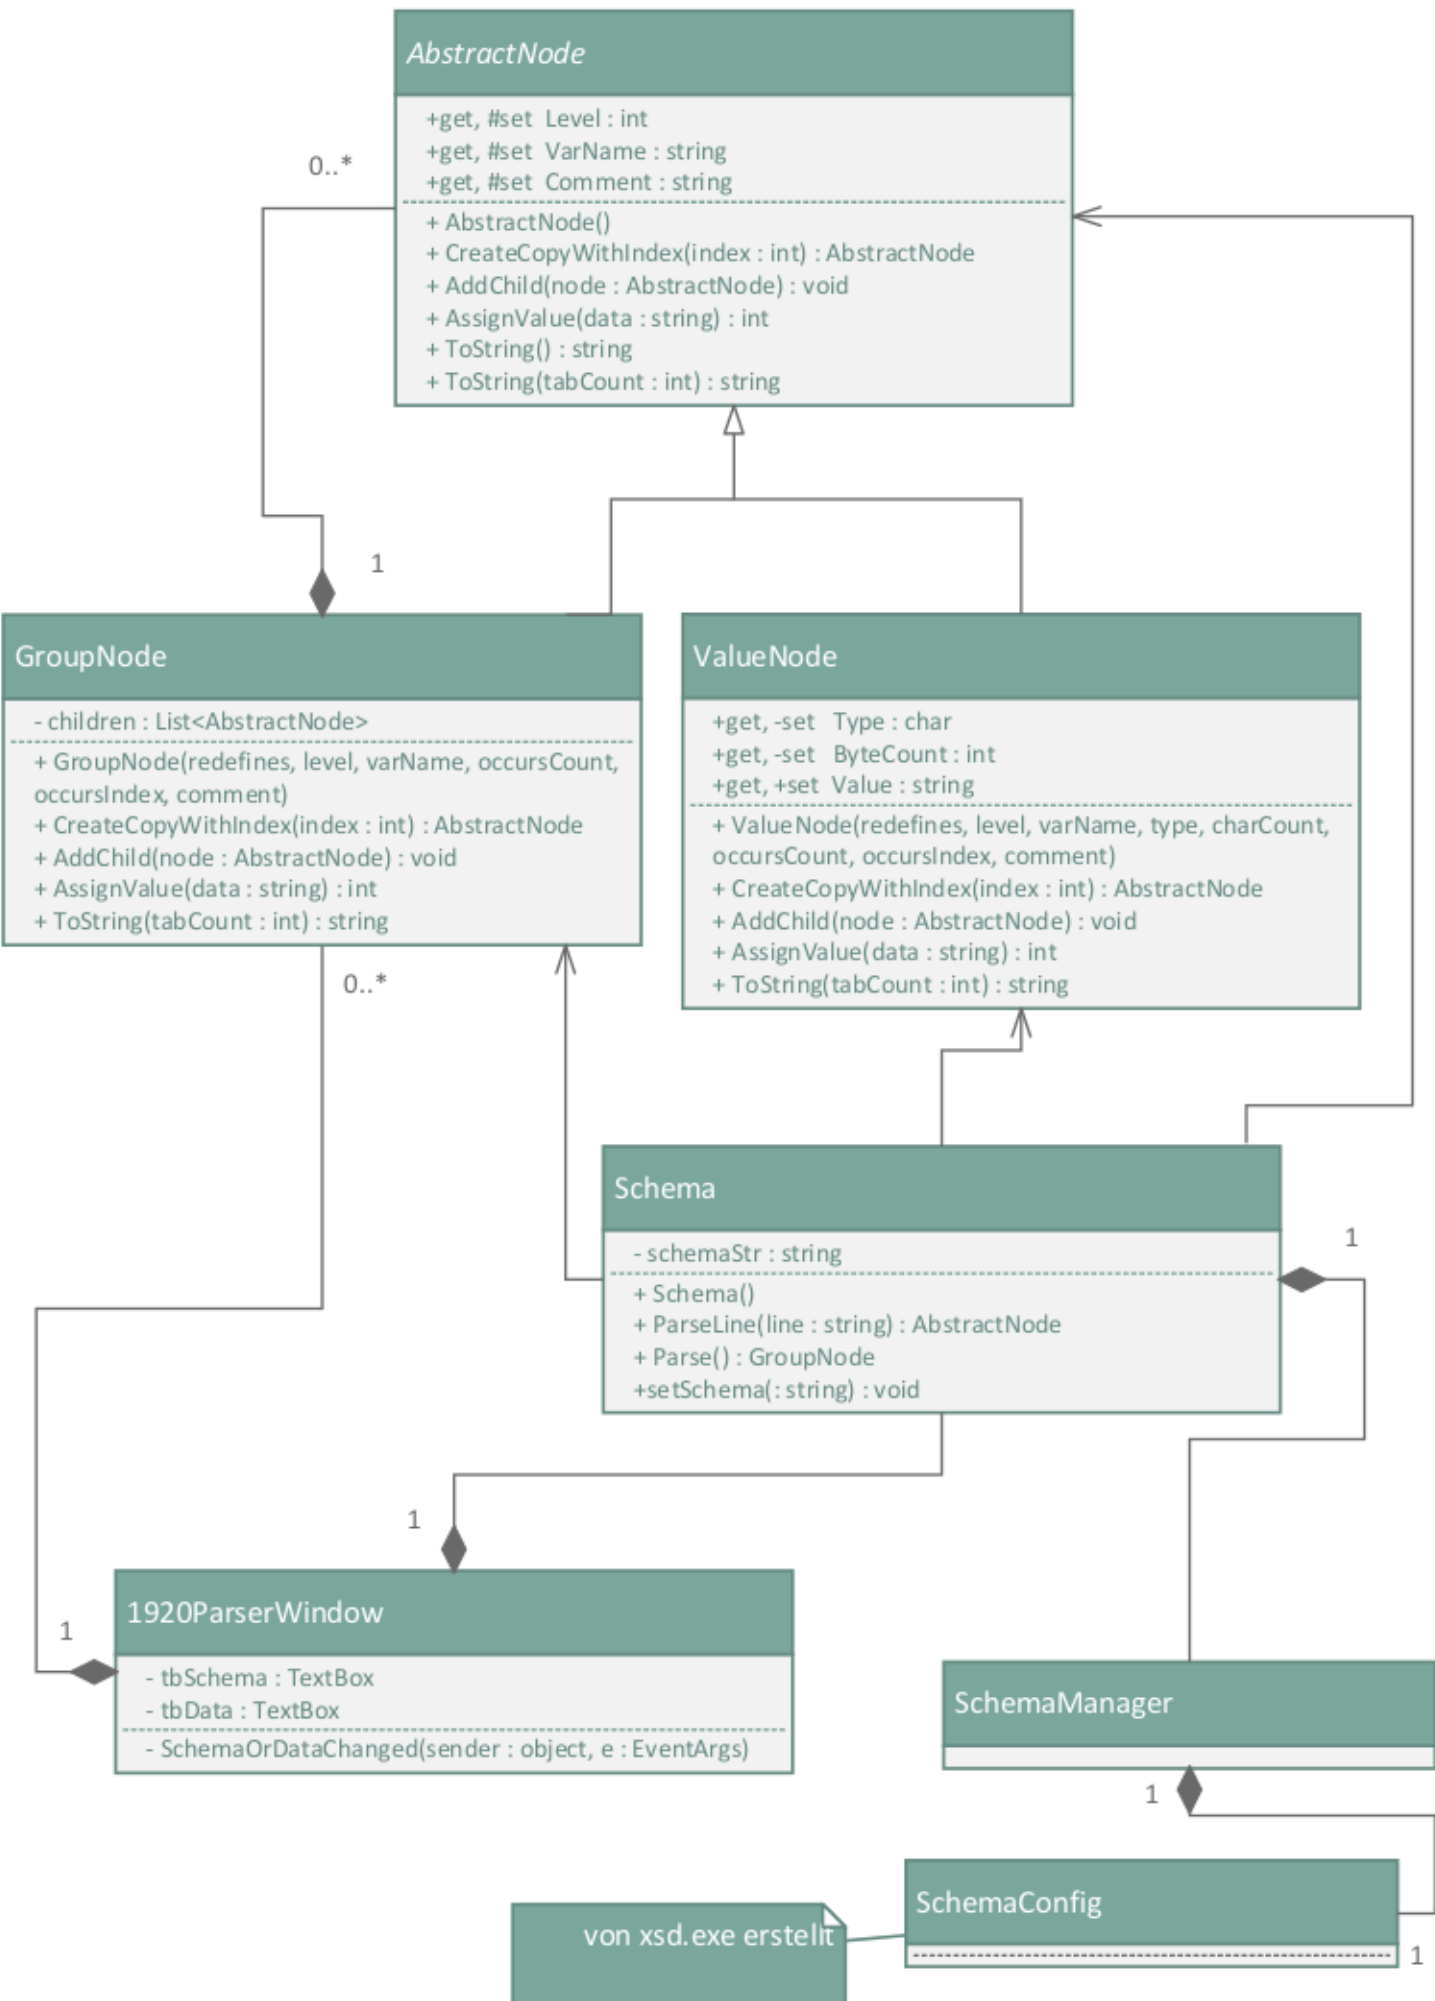 AbstractNode
+get, #set Level : int
+get, #set VarName : string
+get, #set Comment : string
+ AbstractNode()
+ CreateCopyWithIndex(index : int) : AbstractNode
+ AddChild(node : AbstractNode) : void
+ AssignValue(data : string) : int
+ ToString() : string
+ ToString(tabCount : int) : string
0..*
1
GroupNode
- children : List<AbstractNode>
+ GroupNode(redefines, level, varName, occursCount,
occursIndex, comment)
+ CreateCopyWithIndex(index : int) : AbstractNode
+ AddChild(node : AbstractNode) : void
+ AssignValue(data : string) : int
+ ToString(tabCount : int) : string
0..*
ValueNode
+get, -set Type : char
+get, -set ByteCount : int
+get, +set Value : string
+ ValueNode(redefines, level, varName, type, charCount,
occursCount, occursIndex, comment)
+ CreateCopyWithIndex(index : int) : AbstractNode
+ AddChild(node : AbstractNode) : void
+ AssignValue(data : string) : int
+ ToString(tabCount : int) : string
Schema
- schemaStr : string
+ Schema()
+ ParseLine(line : string) : AbstractNode
+ Parse() : GroupNode
+setSchema(: string) : void
1
1
1
1920ParserWindow
- tbSchema : TextBox
- tbData : TextBox
- SchemaOrDataChanged(sender : object, e : EventArgs)
SchemaManager
1
SchemaConfig
1
von xsd.exe erstellt